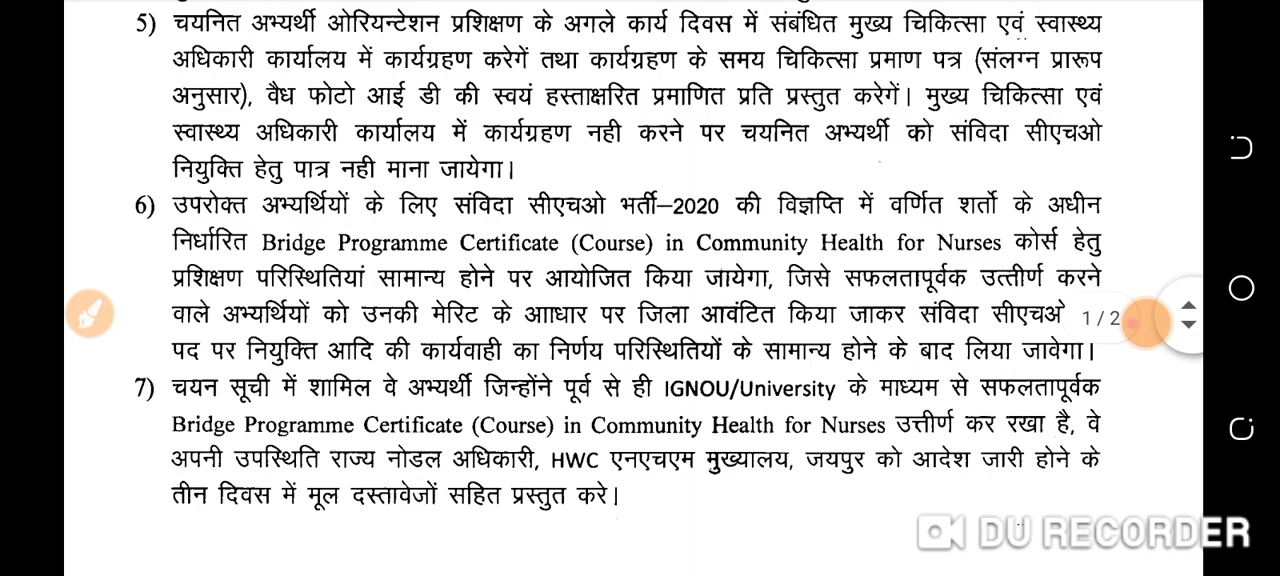 5) चयनित अभ्यर्थी ओरियन्टेशन प्रशिक्षण के अगले कार्य दिवस में संबंधित मुख्य चिकित्सा एवं स्वास्थ्य
अधिकारी कार्यालय में कार्यग्रहण करेगें तथा कार्यग्रहण के समय चिकित्सा प्रमाण पत्र (संलग्न प्रारूप
अनुसार), वैध फोटो आई डी की स्वयं हस्ताक्षरित प्रमाणित प्रति प्रस्तुत करेगें। मुख्य चिकित्सा एवं
स्वास्थ्य अधिकारी कार्यालय में कार्यग्रहण नही करने पर चयनित अभ्यर्थी को संविदा सीएचओ
नियुक्ति हेतु पात्र नही माना जायेगा।
6) उपरोक्त अभ्यर्थियों के लिए संविदा सीएचओ भर्ती–2020 की विज्ञप्ति में वर्णित शर्तो के अधीन
निर्धारित Bridge Programme Certificate (Course) in Community Health for Nurses कोर्स हेतु
प्रशिक्षण परिस्थितियां सामान्य होने पर आयोजित किया जायेगा, जिसे सफलतापूर्वक उत्तीर्ण करने
वाले अभ्यर्थियों को उनकी मेरिट के आाधार पर जिला आवंटित किया जाकर संविदा सीएचओ
1/2
पद पर नियुक्ति आदि की कार्यवाही का निर्णय परिस्थितियों के सामान्य होने के बाद लिया जावेगा।
7) चयन सूची में शामिल वे अभ्यर्थी जिन्होंने पूर्व से ही IGNOU/University के माध्यम से सफलतापूर्वक
Bridge Programme Certificate (Course) in Community Health for Nurses उत्तीर्ण कर रखा है, वे
अपनी उपस्थिति राज्य नोडल अधिकारी, HWC एनएचएम मुख्यालय, जयपुर को आदेश जारी होने के
तीन दिवस में मूल दस्तावेजों सहित प्रस्तुत करे।
DU RECORDER